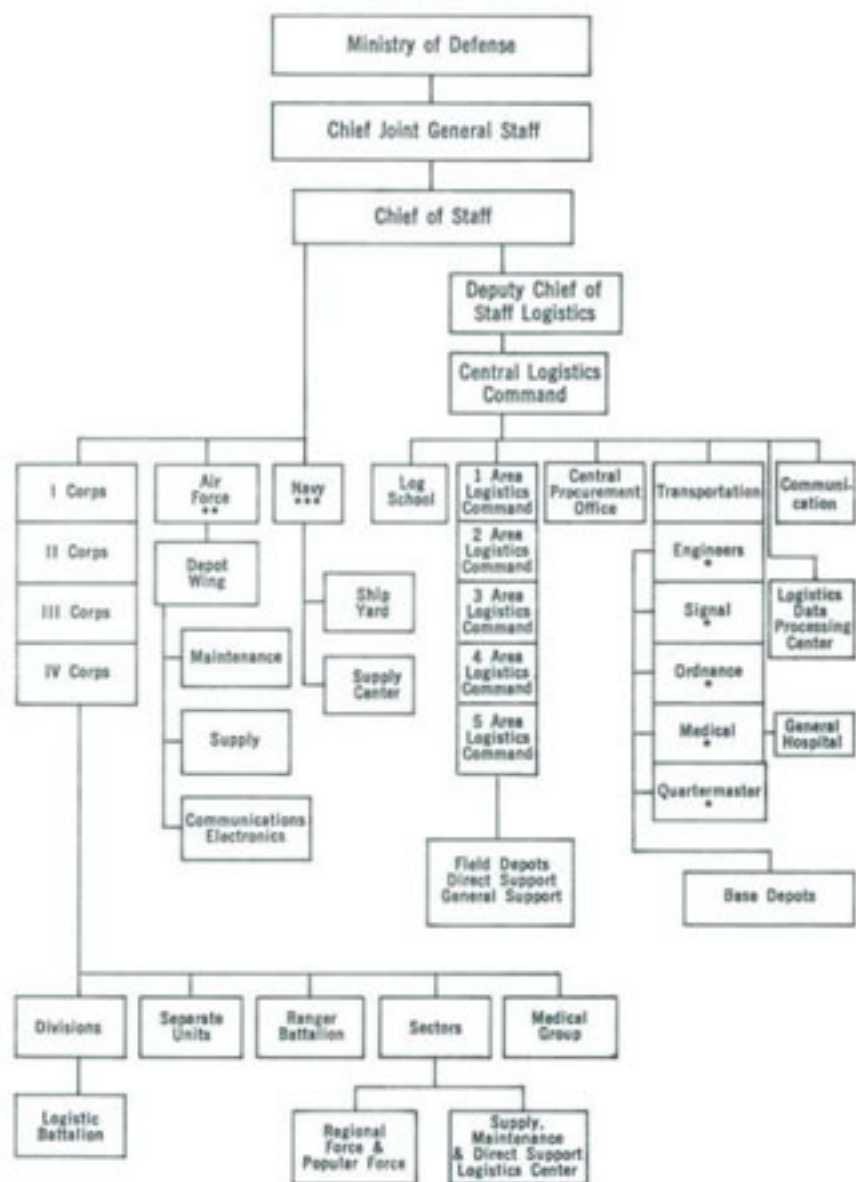 Ministry of Defense
Chief Joint General Staff
Chief of Staff
Deputy Chief of
Staff Logistics
Central Logistics
Command
I Corps
II Corps
III Corps
IV Corps
Air
Force
**
Depot
Wing
Maintenance
Supply
Communications
Electronics
Navy
***
Ship
Yard
Supply
Center
Log
School
1 Area
Logistics
Command
2 Area
Logistics
Command
3 Area
Logistics
Command
4 Area
Logistics
Command
5 Area
Logistics
Command
Field Depots
Direct Support
General Support
Central
Procurement
Office
Transportation
Engineers
*
Signal
*
Ordnance
*
Medical
*
Quartermaster
*
Communi-
cation
Logistics
Data
Processing
Center
General
Hospital
Base Depots
Divisions
Separate
Units
Ranger
Battalion
Sectors
Medical
Group
Logistic
Battalion
Regional
Force &
Popular Force
Supply,
Maintenance
& Direct Support
Logistics Center